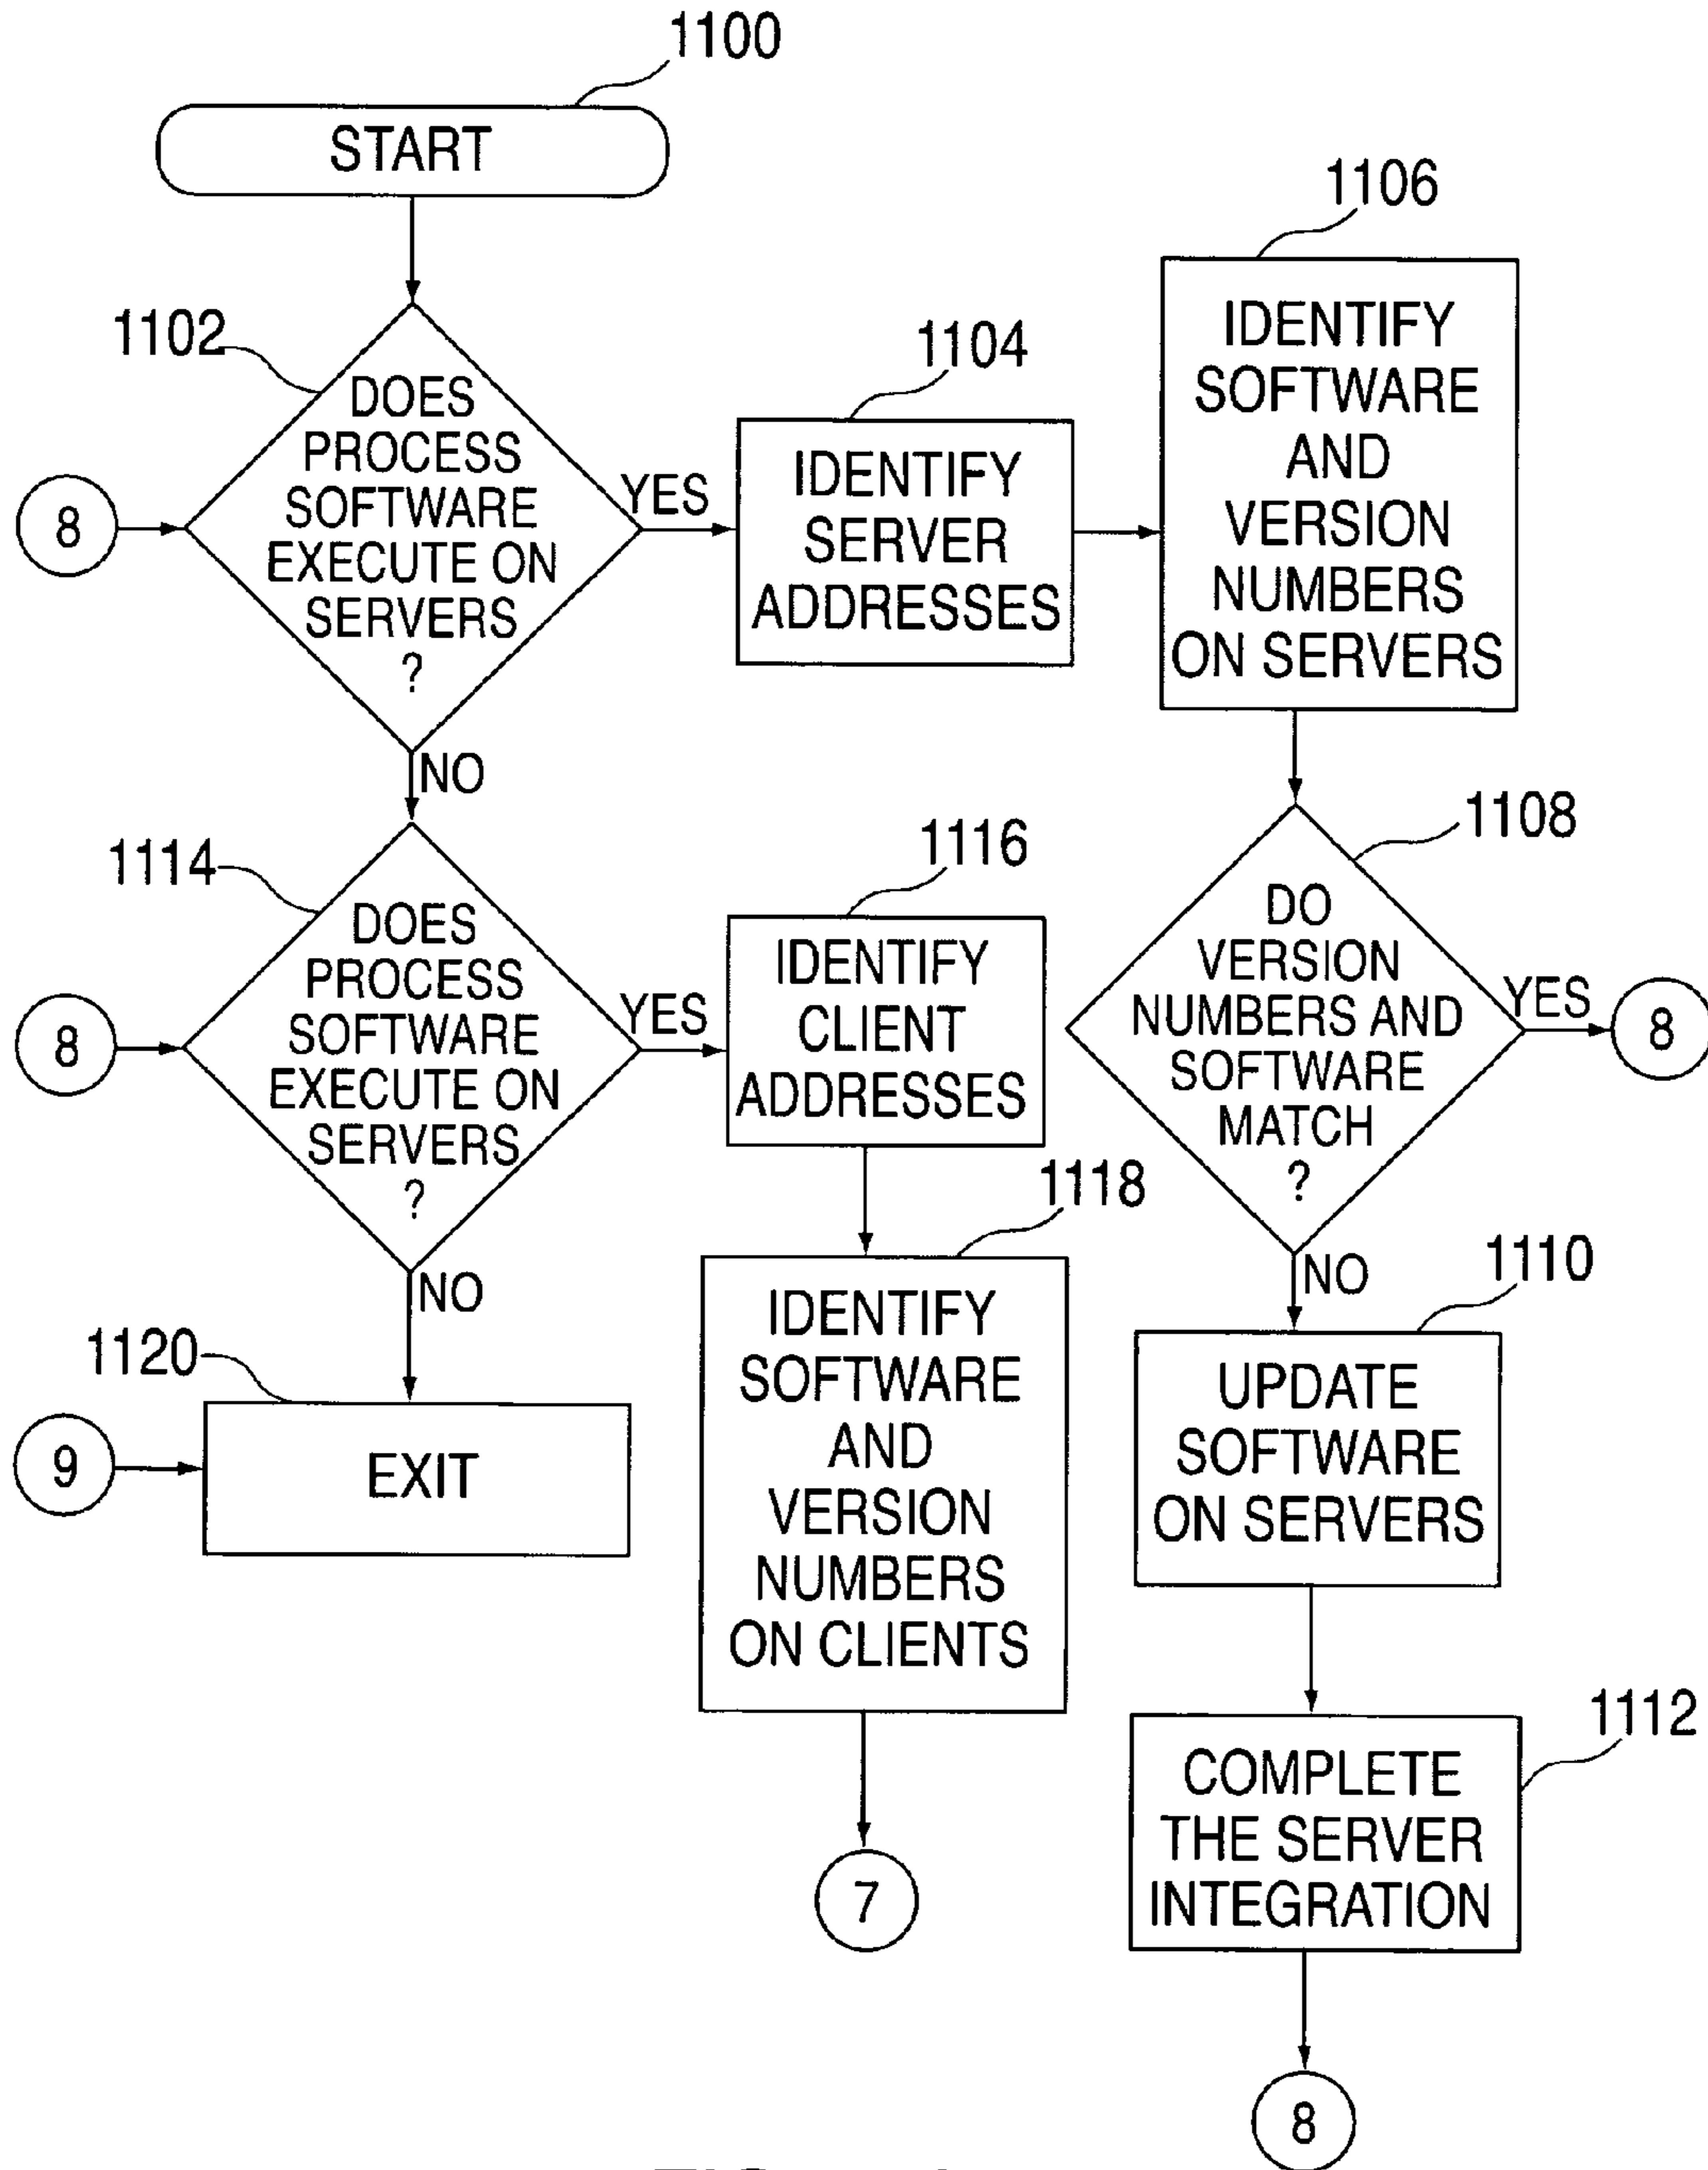 1100
START
1106
1102
1104
DOES
PROCESS
SOFTWARE
EXECUTE ON
SERVERS
?
8
YES
IDENTIFY
SERVER
ADDRESSES
IDENTIFY
SOFTWARE
AND
VERSION
NUMBERS
ON SERVERS
NO
1114
1116
1108
DOES
PROCESS
SOFTWARE
EXECUTE ON
SERVERS
?
8
YES
IDENTIFY
CLIENT
ADDRESSES
DO
VERSION
NUMBERS AND
SOFTWARE
MATCH
?
YES
8
NO
1118
NO
1110
1120
9
EXIT
IDENTIFY
SOFTWARE
AND
VERSION
NUMBERS
ON CLIENTS
UPDATE
SOFTWARE
ON SERVERS
1112
7
COMPLETE
THE SERVER
INTEGRATION
8